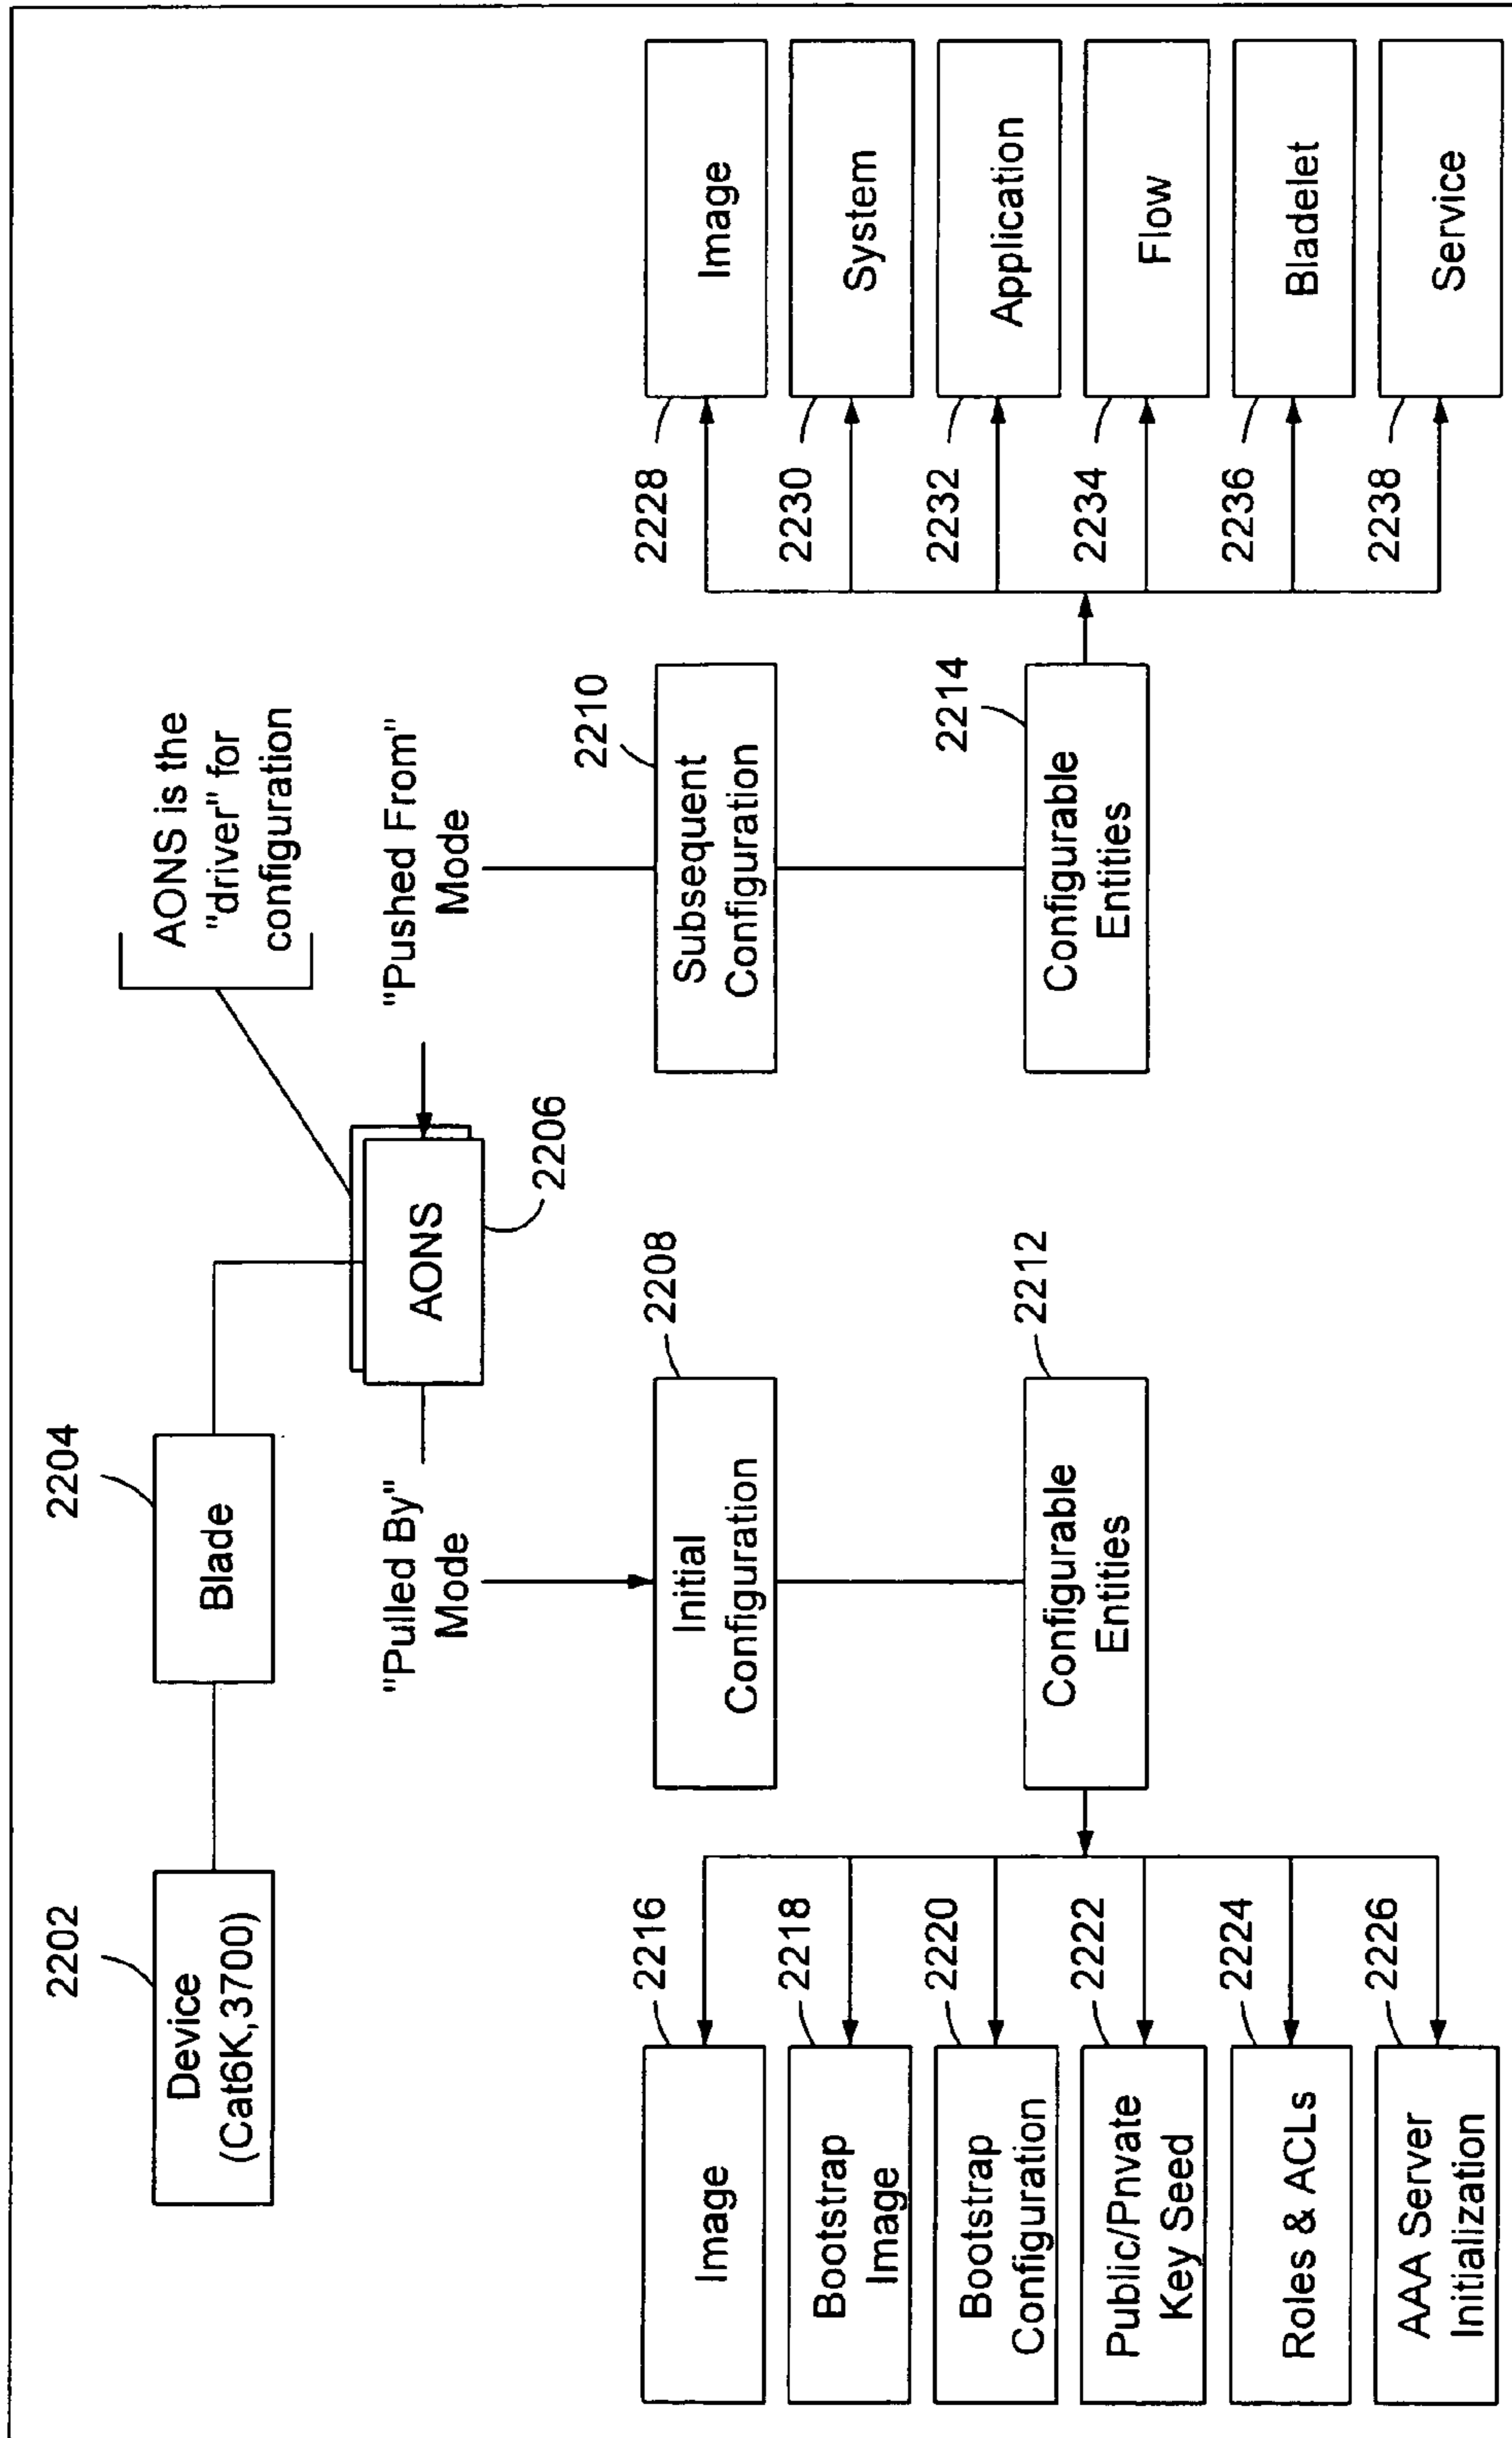 2202
Device
(Cat6K,3700)
2204
Blade
AONS is the
"driver" for
configuration
AONS
2206
"Pulled By"
Mode
"Pushed From"
Mode
2208
Initial
Configuration
2210
Subsequent
Configuration
2212
Configurable
Entities
2214
Configurable
Entities
2216
Image
2218
Bootstrap
Image
2220
Bootstrap
Configuration
2222
Public/Pnvate
Key Seed
2224
Roles & ACLs
2226
AAA Server
Initialization
2228
Image
2230
System
2232
Application
2234
Flow
2236
Bladelet
2238
Service